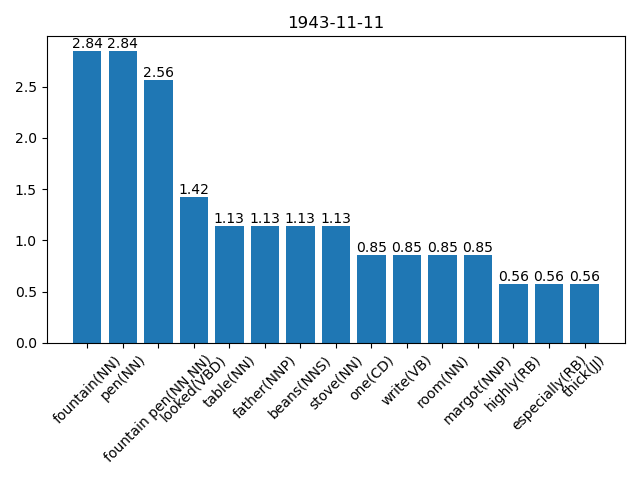 1943-11-11
2.84 2.84
2.56
1.42
1.13 1.13 1.13 1.13
0.85 0.85 0.85 0.85
0.56 0.56 0.56
2.5
2.0
1.5
1.0
0.5
0.0
fountain(NN)
pen(NN)
fountain pen(NN NN)
looked(VBD)
table(NN)
father(NNP)
beans(NNS)
stove(NN)
one(CD)
write(VB)
room(NN)
margot(NNP)
highly(RB)
especially(RB)
thick(JJ)